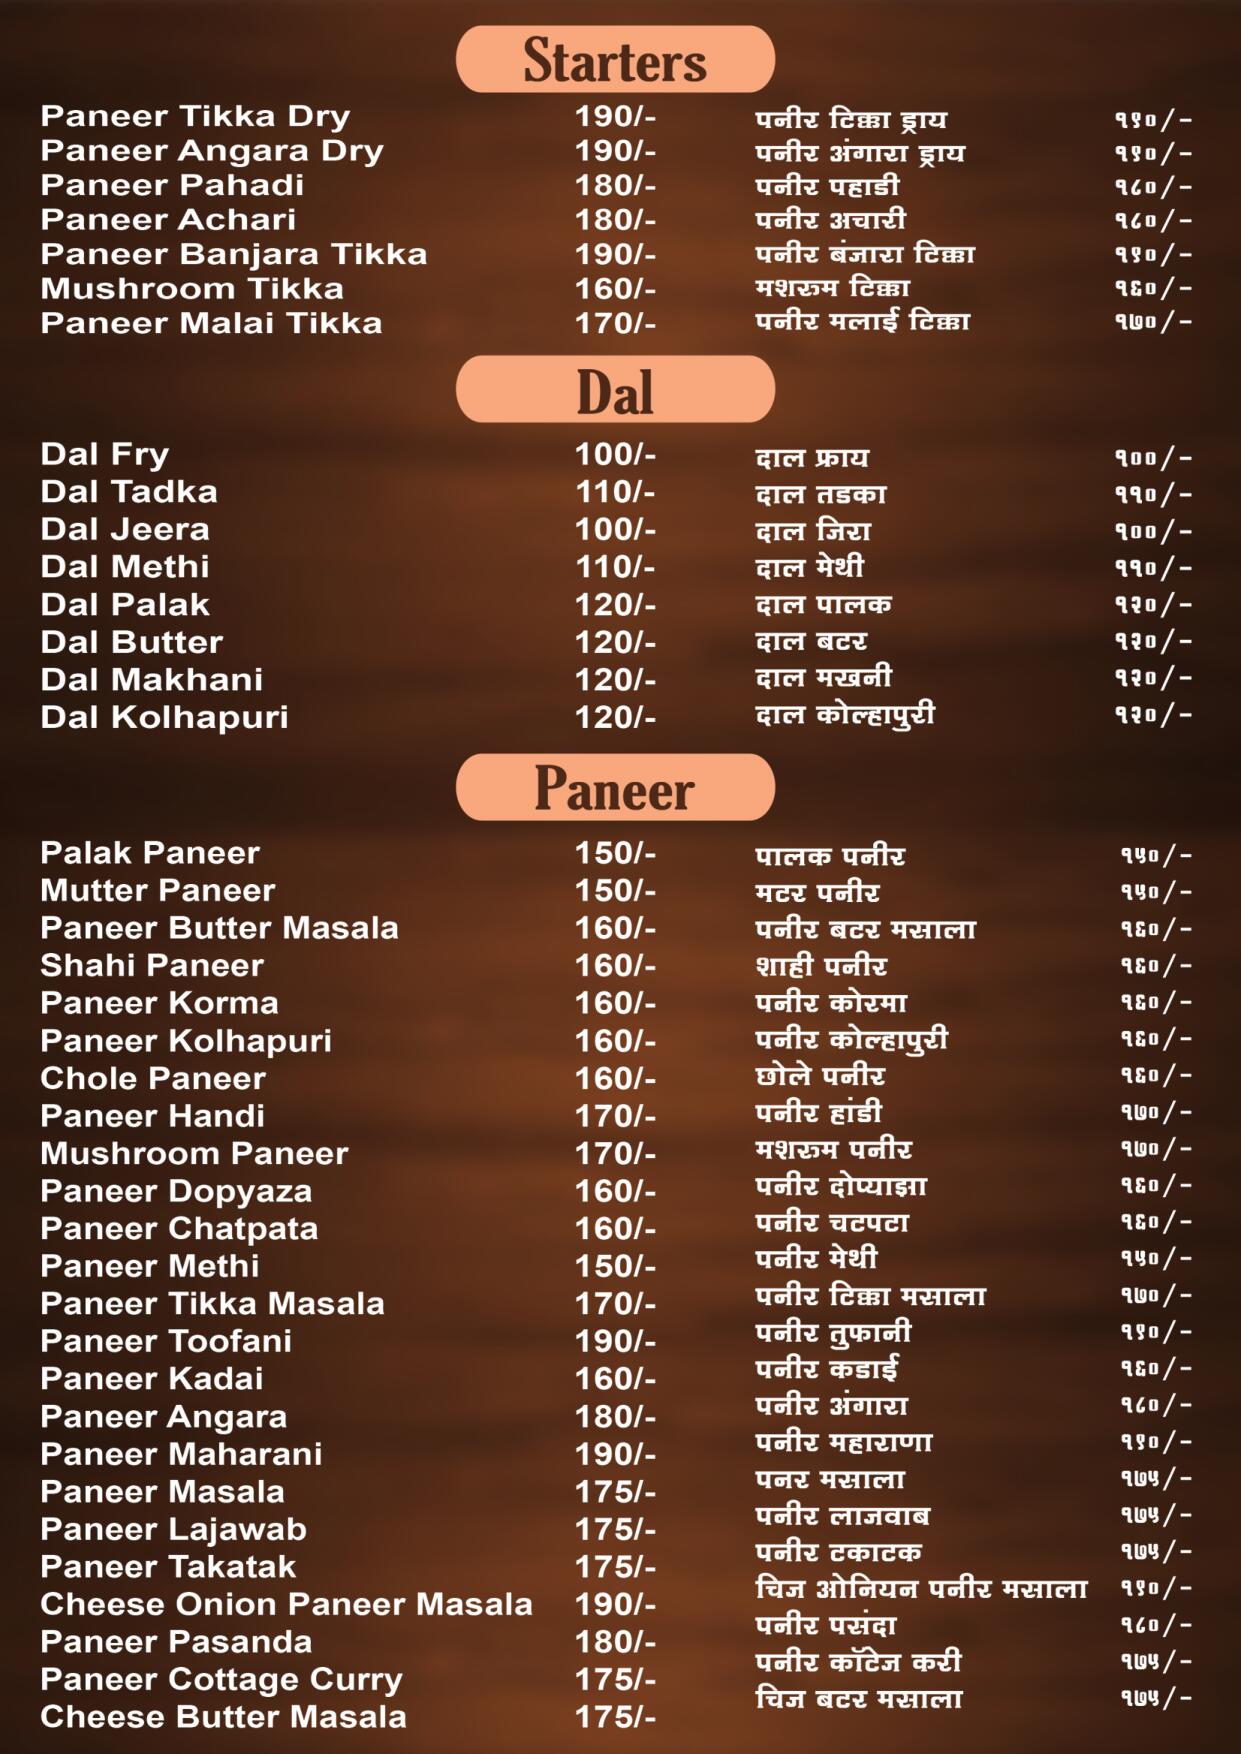 Starters
Paneer Tikka Dry 190/- पनीर टिक्का ड्राय १९०/-
Paneer Angara Dry 190/- पनीर अंगारा ड्राय १९०/-
Paneer Pahadi 180/- पनीर पहाडी १८०/-
Paneer Achari 180/- पनीर अचारी १८०/-
Paneer Banjara Tikka 190/- पनीर बंजारा टिक्का १९०/-
Mushroom Tikka 160/- मशरुम टिक्का १६०/-
Paneer Malai Tikka 170/- पनीर मलाई टिक्का १७०/-
Dal
Dal Fry 100/- दाल फ्राय १००/-
Dal Tadka 110/- दाल तडका ११०/-
Dal Jeera 100/- दाल जिरा १००/-
Dal Methi 110/- दाल मेथी ११०/-
Dal Palak 120/- दाल पालक १२०/-
Dal Butter 120/- दाल बटर १२०/-
Dal Makhani 120/- दाल मखनी १२०/-
Dal Kolhapuri 120/- दाल कोल्हापुरी १२०/-
Paneer
Palak Paneer 150/- पालक पनीर १५०/-
Mutter Paneer 150/- मटर पनीर १५०/-
Paneer Butter Masala 160/- पनीर बटर मसाला १६०/-
Shahi Paneer 160/- शाही पनीर १६०/-
Paneer Korma 160/- पनीर कोरमा १६०/-
Paneer Kolhapuri 160/- पनीर कोल्हापुरी १६०/-
Chole Paneer 160/- छोले पनीर १६०/-
Paneer Handi 170/- पनीर हांडी १७०/-
Mushroom Paneer 170/- मशरुम पनीर १७०/-
Paneer Dopyaza 160/- पनीर दोप्याझा १६०/-
Paneer Chatpata 160/- पनीर चटपटा १६०/-
Paneer Methi 150/- पनीर मेथी १५०/-
Paneer Tikka Masala 170/- पनीर टिक्का मसाला १७०/-
Paneer Toofani 190/- पनीर तुफानी १९०/-
Paneer Kadai 160/- पनीर कडाई १६०/-
Paneer Angara 180/- पनीर अंगारा १८०/-
Paneer Maharani 190/- पनीर महाराणा १९०/-
Paneer Masala 175/- पनर मसाला १७५/-
Paneer Lajawab 175/- पनीर लाजवाब १७५/-
Paneer Takatak 175/- पनीर टकाटक १७५/-
Cheese Onion Paneer Masala 190/- चिज ओनियन पनीर मसाला १९०/-
Paneer Pasanda 180/- पनीर पसंदा १८०/-
Paneer Cottage Curry 175/- पनीर कॉटेज करी १७५/-
Cheese Butter Masala 175/- चिज बटर मसाला १७५/-